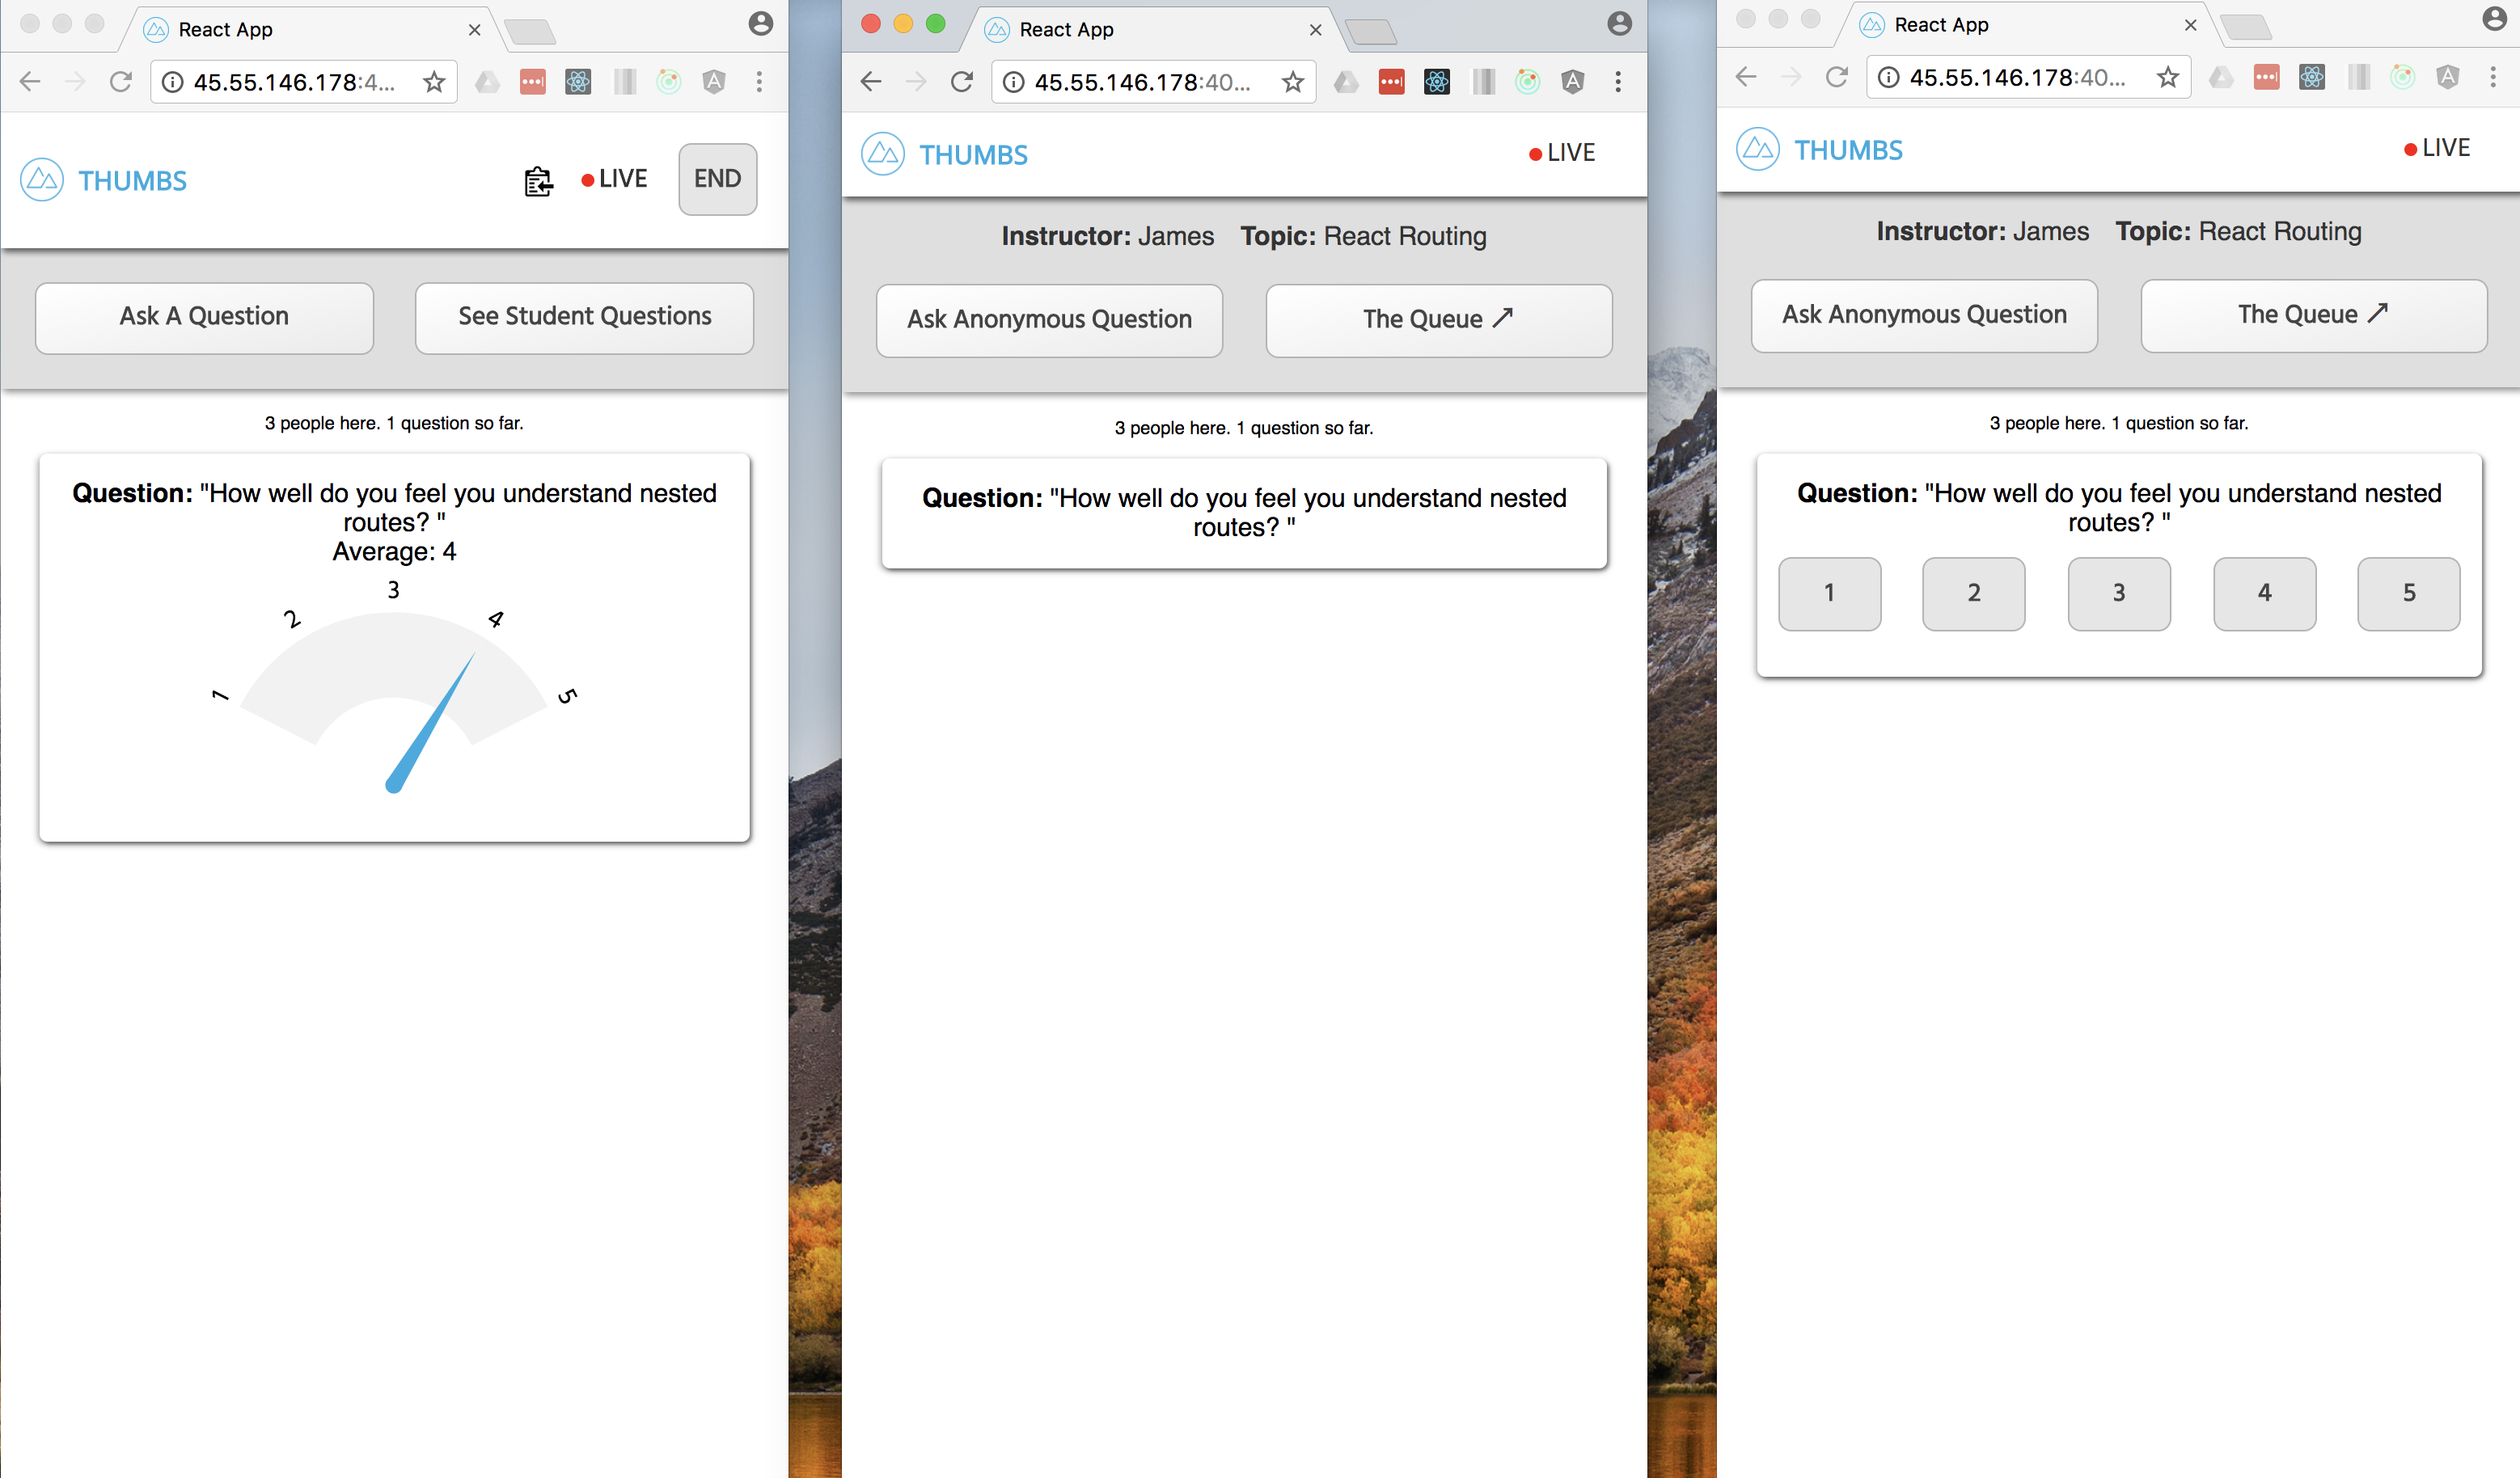 React App
45.55.146.178:4...
THUMBS
LIVE
END
Ask A Question
See Student Questions
3 people here. 1 question so far.
Question: "How well do you feel you understand nested
routes? "
Average: 4
1
2
3
4
5
React App
45.55.146.178:40...
THUMBS
LIVE
Instructor: James Topic: React Routing
Ask Anonymous Question
The Queue ↗
3 people here. 1 question so far.
Question: "How well do you feel you understand nested
routes? "
React App
45.55.146.178:40...
THUMBS
LIVE
Instructor: James Topic: React Routing
Ask Anonymous Question
The Queue ↗
3 people here. 1 question so far.
Question: "How well do you feel you understand nested
routes? "
1
2
3
4
5